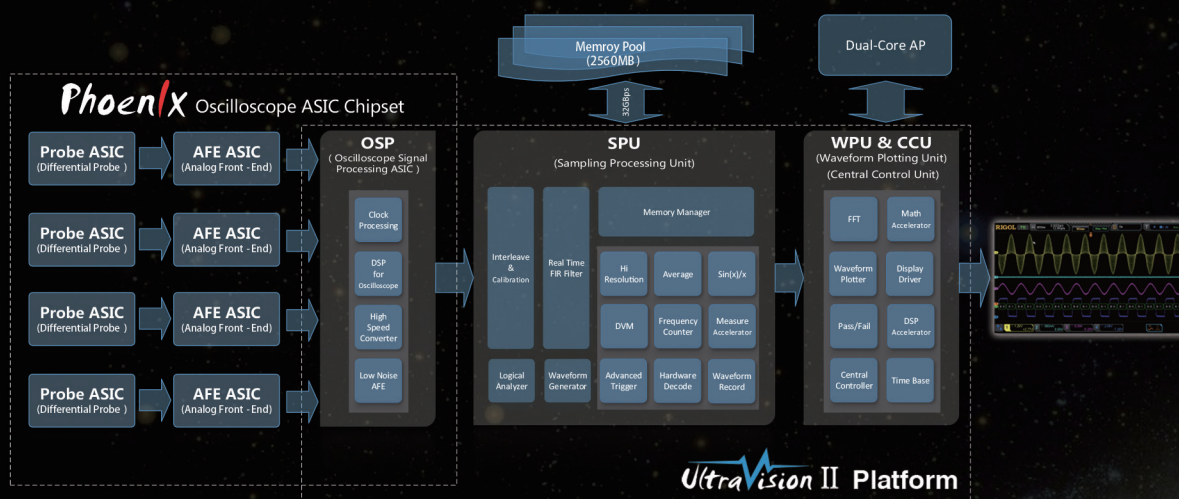 Memroy Pool
(2560MB)
Dual-Core AP
32GBps
PhoenIx Oscilloscope ASIC Chipset
Probe ASIC
(Differential Probe )
AFE ASIC
(Analog Front -End)
Probe ASIC
(Differential Probe )
AFE ASIC
(Analog Front -End)
Probe ASIC
(Differential Probe )
AFE ASIC
(Analog Front -End)
Probe ASIC
(Differential Probe )
AFE ASIC
(Analog Front -End)
OSP
( Oscilloscope Signal
Processing ASIC )
Clock
Processing
DSP
for
Oscilloscope
High
Speed
Converter
Low Noise
AFE
SPU
(Sampling Processing Unit)
Interleave
&
Calibration
Real Time
FIR Filter
Memory Manager
Hi
Resolution
Average
Sin(x)/x
DVM
Frequency
Counter
Measure
Accelerator
Logical
Analyzer
Waveform
Generator
Advanced
Trigger
Hardware
Decode
Waveform
Record
WPU & CCU
(Waveform Plotting Unit)
(Central Control Unit)
FFT
Math
Accelerator
Waveform
Plotter
Display
Driver
Pass/Fail
DSP
Accelerator
Central
Controller
Time Base
RIGOL
UltraVision II Platform